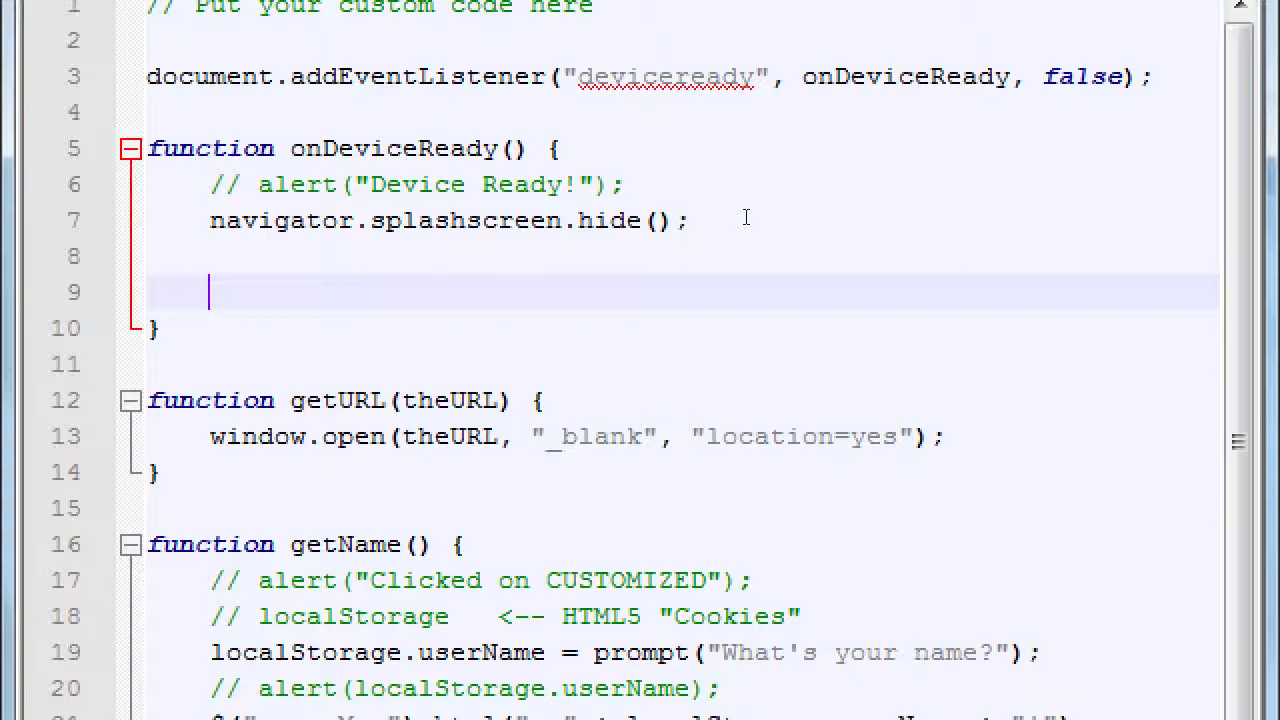 1 // Put your custom code here
2
3 document.addEventListener("deviceready", onDeviceReady, false);
4
5 function onDeviceReady() {
6 // alert("Device Ready!");
7 navigator.splashscreen.hide();
8
9
10 }
11
12 function getURL(theURL) {
13 window.open(theURL, "_blank", "location=yes");
14 }
15
16 function getName() {
17 // alert("Clicked on CUSTOMIZED");
18 // localStorage <-- HTML5 "Cookies"
19 localStorage.userName = prompt("What's your name?");
20 // alert(localStorage.userName);